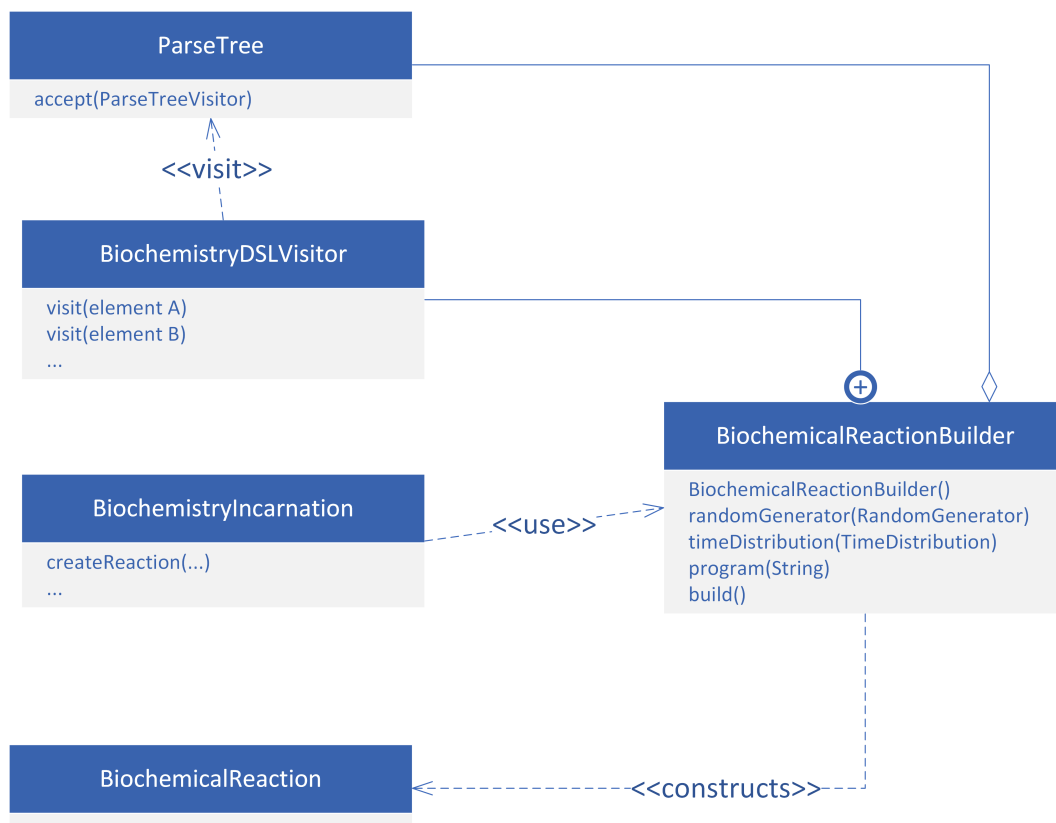 ParseTree
accept(ParseTreeVisitor)
<<visit>>
BiochemistryDSLVisitor
visit(element A)
visit(element B)
...
BiochemicalReactionBuilder
BiochemicalReactionBuilder()
randomGenerator(RandomGenerator)
timeDistribution(TimeDistribution)
program(String)
build()
BiochemistryIncarnation
createReaction(...)
...
<<use>>
BiochemicalReaction
<<constructs>>